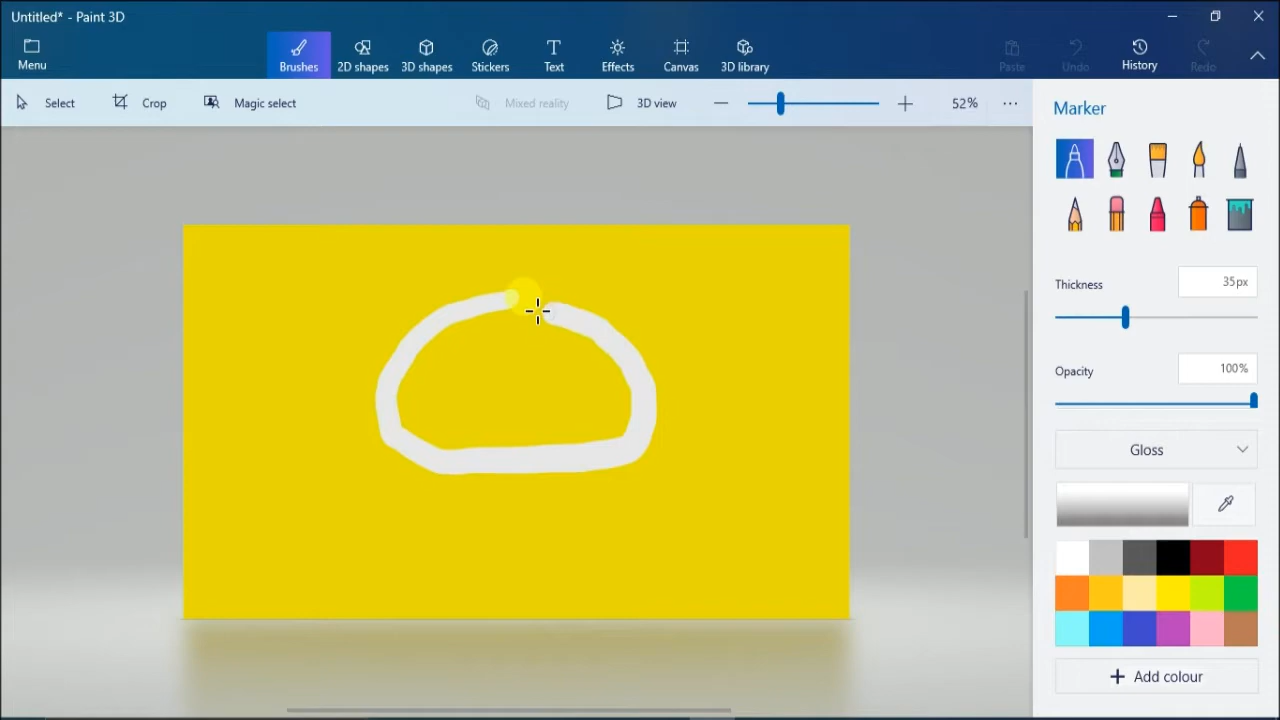 Untitled* - Paint 3D
Menu
Brushes
2D shapes
3D shapes
Stickers
Text
Effects
Canvas
3D library
Paste
Undo
History
Redo
Select
Crop
Magic select
Mixed reality
3D view
52%
Marker
Thickness
35px
Opacity
100%
Gloss
Add colour